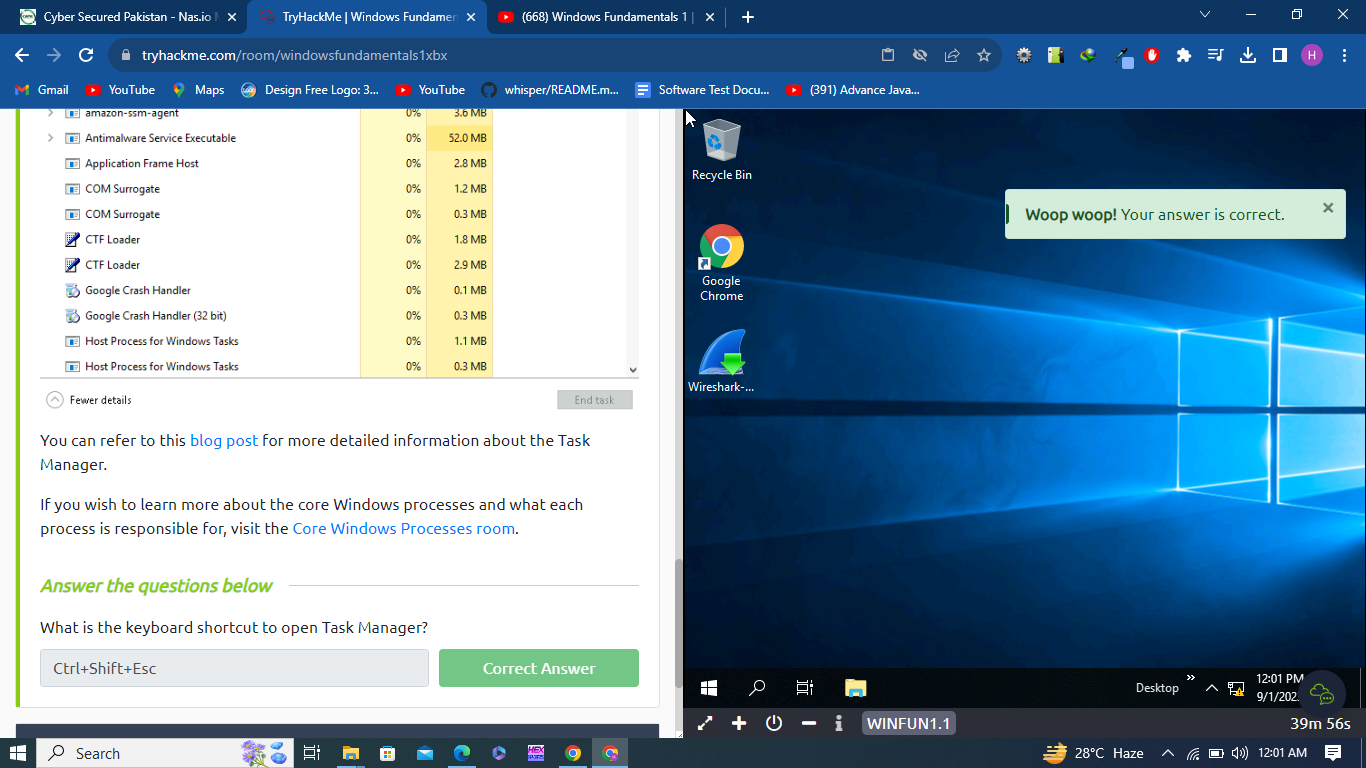 Cyber Secured Pakistan - Nas.io
TryHackMe | Windows Fundamen
(668) Windows Fundamentals 1 |
tryhackme.com/room/windowsfundamentals1xbx
H
Gmail
YouTube
Maps
Design Free Logo: 3...
YouTube
whisper/README.m...
Software Test Docu...
(391) Advance Java...
amazon-ssm-agent 0% 3.6 MB
Antimalware Service Executable 0% 52.0 MB
Application Frame Host 0% 2.8 MB
COM Surrogate 0% 1.2 MB
COM Surrogate 0% 0.3 MB
CTF Loader 0% 1.8 MB
CTF Loader 0% 2.9 MB
Google Crash Handler 0% 0.1 MB
Google Crash Handler (32 bit) 0% 0.3 MB
Host Process for Windows Tasks 0% 1.1 MB
Host Process for Windows Tasks 0% 0.3 MB
Fewer details
End task
You can refer to this blog post for more detailed information about the Task
Manager.
If you wish to learn more about the core Windows processes and what each
process is responsible for, visit the Core Windows Processes room.
Answer the questions below
What is the keyboard shortcut to open Task Manager?
Ctrl+Shift+Esc
Correct Answer
Recycle Bin
Google
Chrome
Wireshark-...
Woop woop! Your answer is correct.
Desktop
12:01 PM
9/1/202
WINFUN1.1
39m 56s
Search
HEX
28°C Haze
12:01 AM